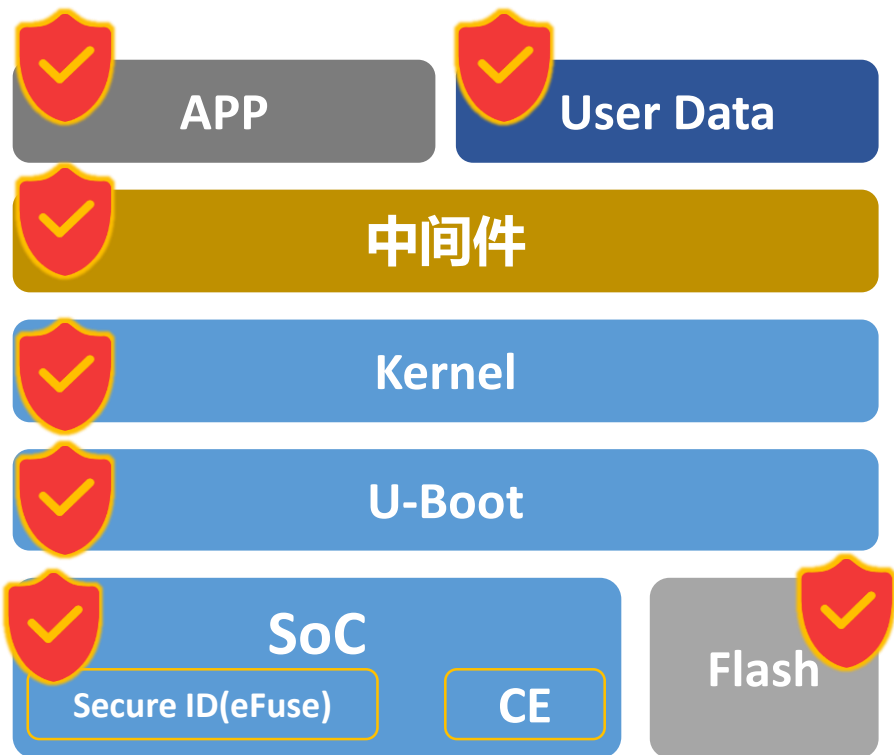 APP
User Data
中间件
Kernel
U-Boot
SoC
Secure ID(eFuse)
CE
Flash